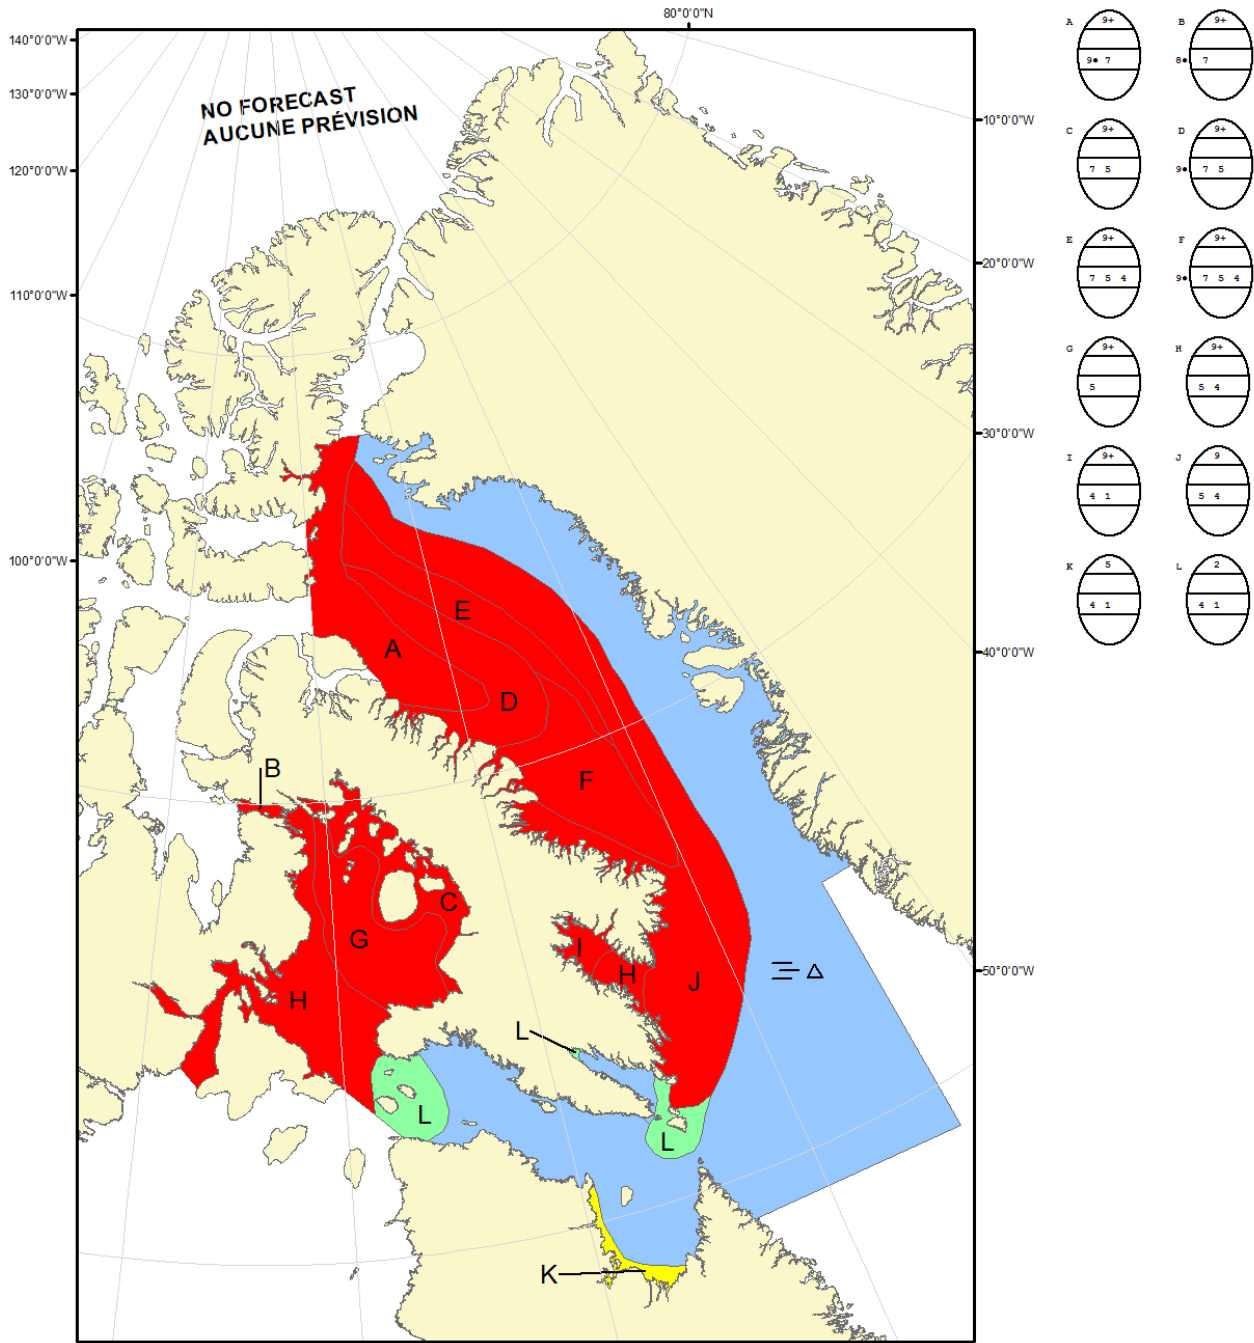 80°0'0"N
140°0'0"W
130°0'0"W
120°0'0"W
110°0'0"W
100°0'0"W
10°0'0"W
20°0'0"W
30°0'0"W
40°0'0"W
50°0'0"W
NO FORECAST
AUCUNE PRÉVISION
E
A
D
B
F
C
G
I
H
H
J
L
L
L
K
A 9+
9• 7
B 9+
8• 7
C 9+
7 5
D 9+
9• 7 5
E 9+
7 5 4
F 9+
9• 7 5 4
G 9+
5
H 9+
5 4
I 9+
4 1
J 9
5 4
K 5
4 1
L 2
4 1